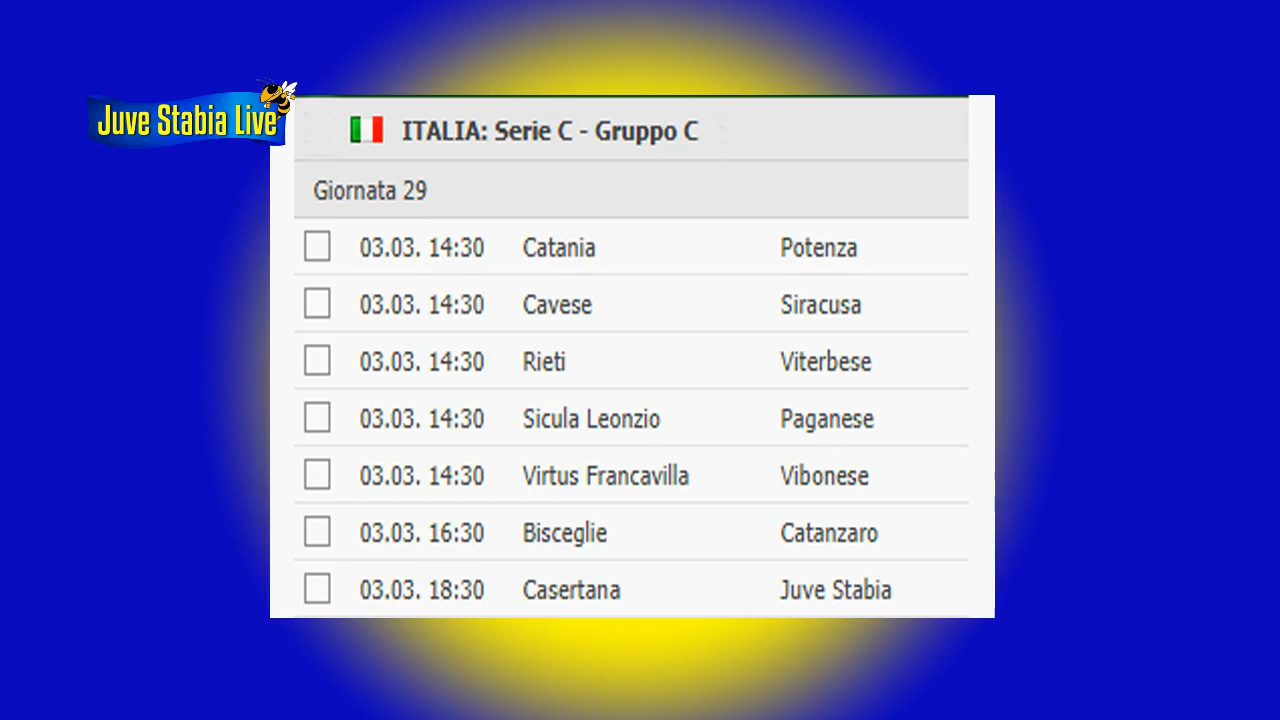 Juve Stabia Live
ITALIA: Serie C - Gruppo C
Giornata 29
03.03. 14:30 Catania Potenza
03.03. 14:30 Cavese Siracusa
03.03. 14:30 Rieti Viterbese
03.03. 14:30 Sicula Leonzio Paganese
03.03. 14:30 Virtus Francavilla Vibonese
03.03. 16:30 Bisceglie Catanzaro
03.03. 18:30 Casertana Juve Stabia